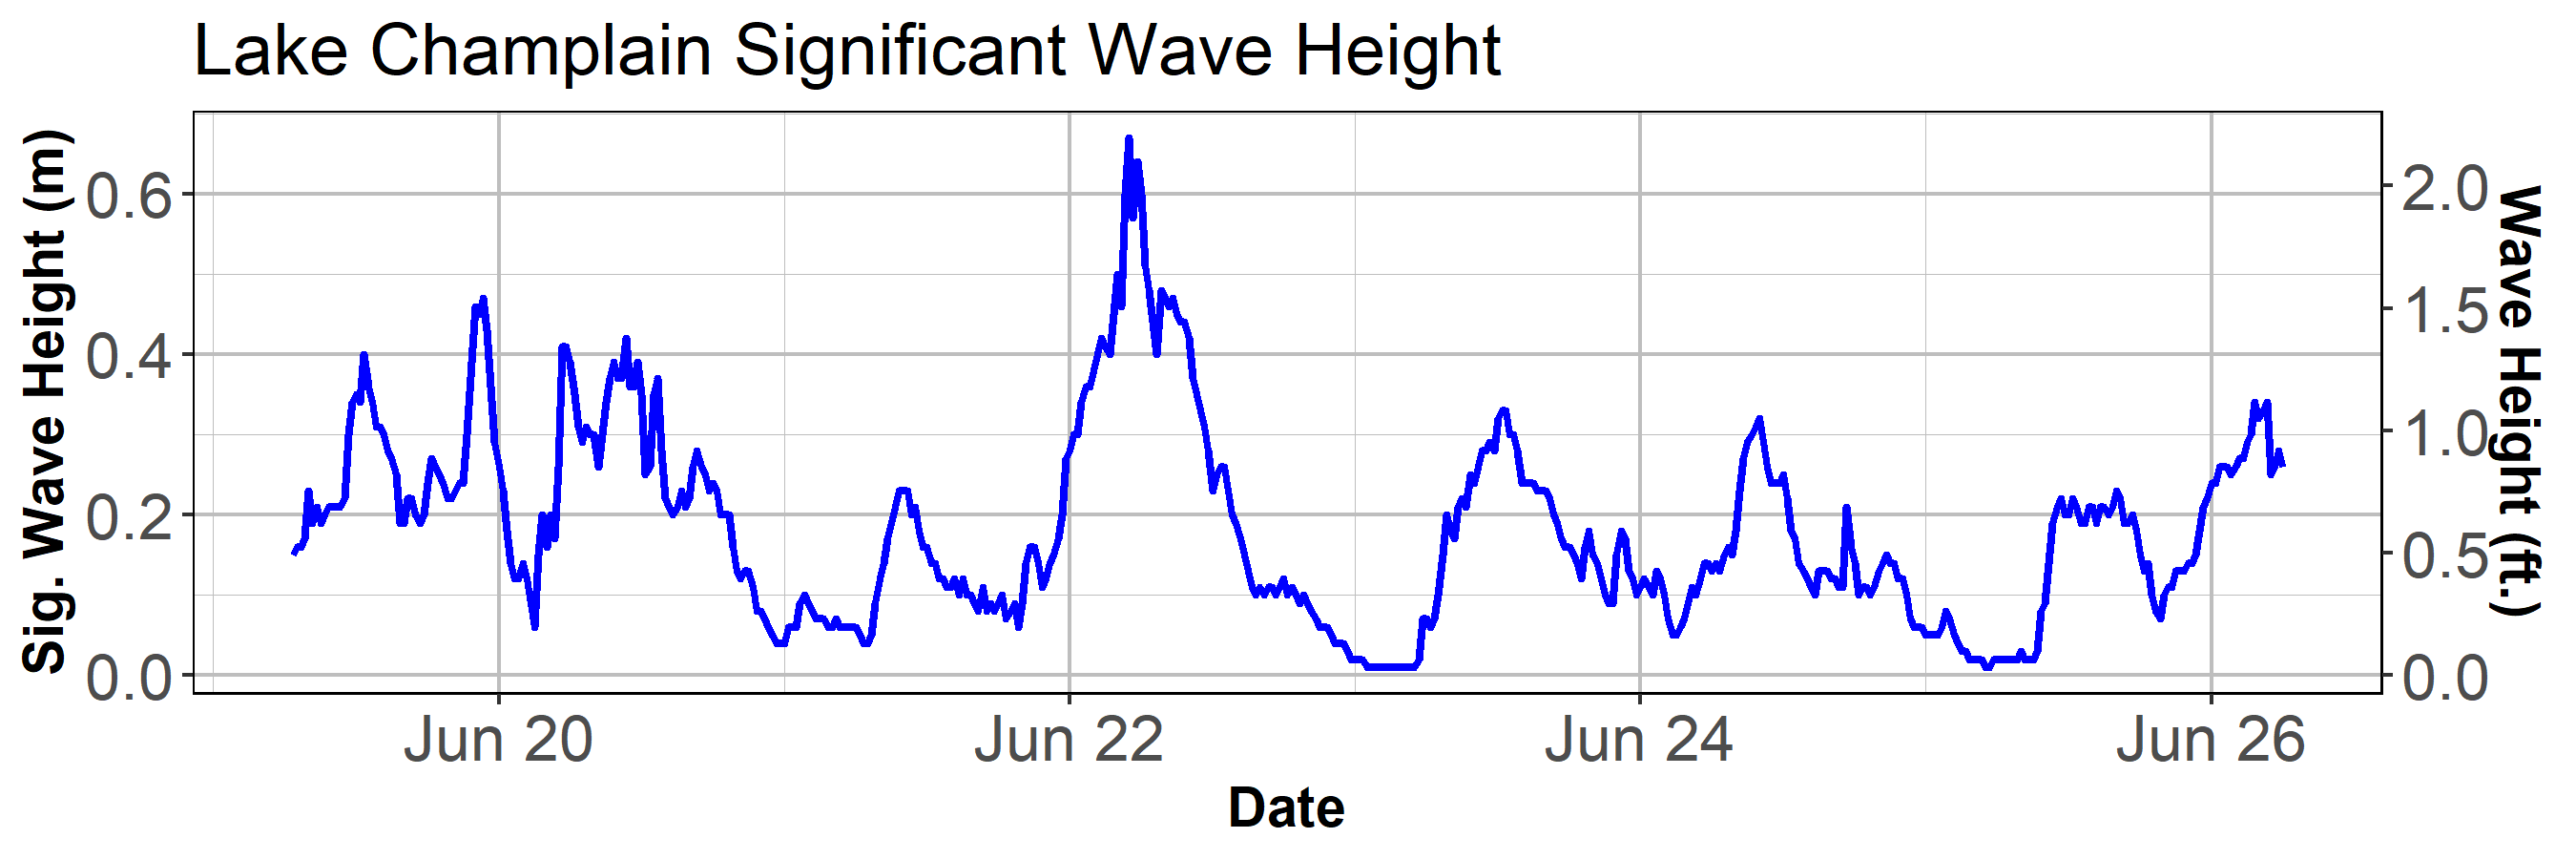 Lake Champlain Significant Wave Height
Sig. Wave Height (m)
0.6
0.4
0.2
0.0
2.0
1.5
1.0
0.5
0.0
Wave Height (ft.)
Jun 20 Jun 22 Jun 24 Jun 26
Date